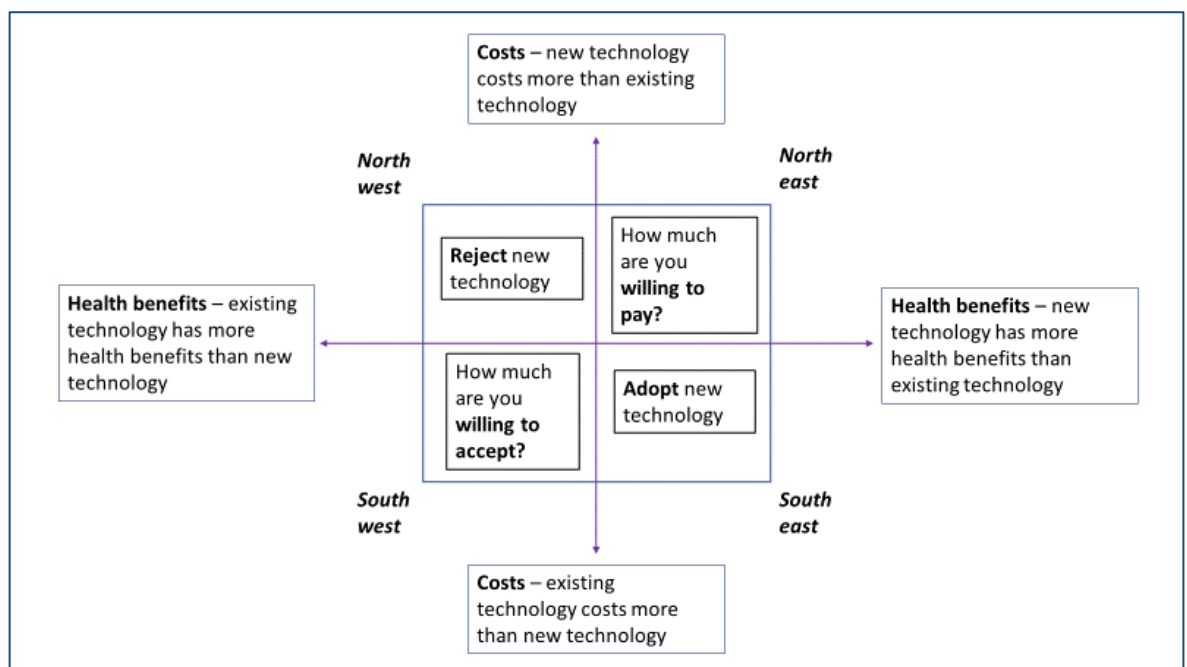 Costs – new technology
costs more than existing
technology
North
west
North
east
Reject new
technology
How much
are you
willing to
pay?
Health benefits – existing
technology has more
health benefits than new
technology
Health benefits – new
technology has more
health benefits than
existing technology
How much
are you
willing to
accept?
Adopt new
technology
South
west
South
east
Costs – existing
technology costs more
than new technology